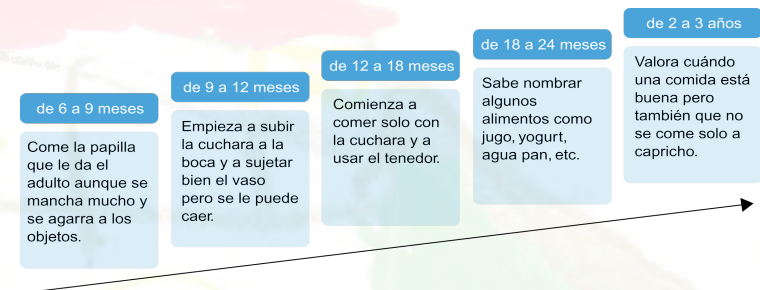 de 6 a 9 meses
Come la papilla
que le da el
adulto aunque se
mancha mucho y
se agarra a los
objetos.
de 9 a 12 meses
Empieza a subir
la cuchara a la
boca y a sujetar
bien el vaso
pero se le puede
caer.
de 12 a 18 meses
Comienza a
comer solo con
la cuchara y a
usar el tenedor.
de 18 a 24 meses
Sabe nombrar
algunos
alimentos como
jugo, yogurt,
agua pan, etc.
de 2 a 3 años
Valora cuándo
una comida está
buena pero
también que no
se come solo a
capricho.